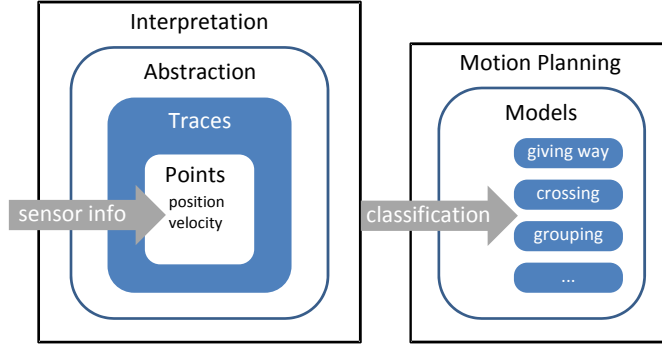 Interpretation
Abstraction
Traces
Points
position
velocity
sensor info
classification
Motion Planning
Models
giving way
crossing
grouping
...